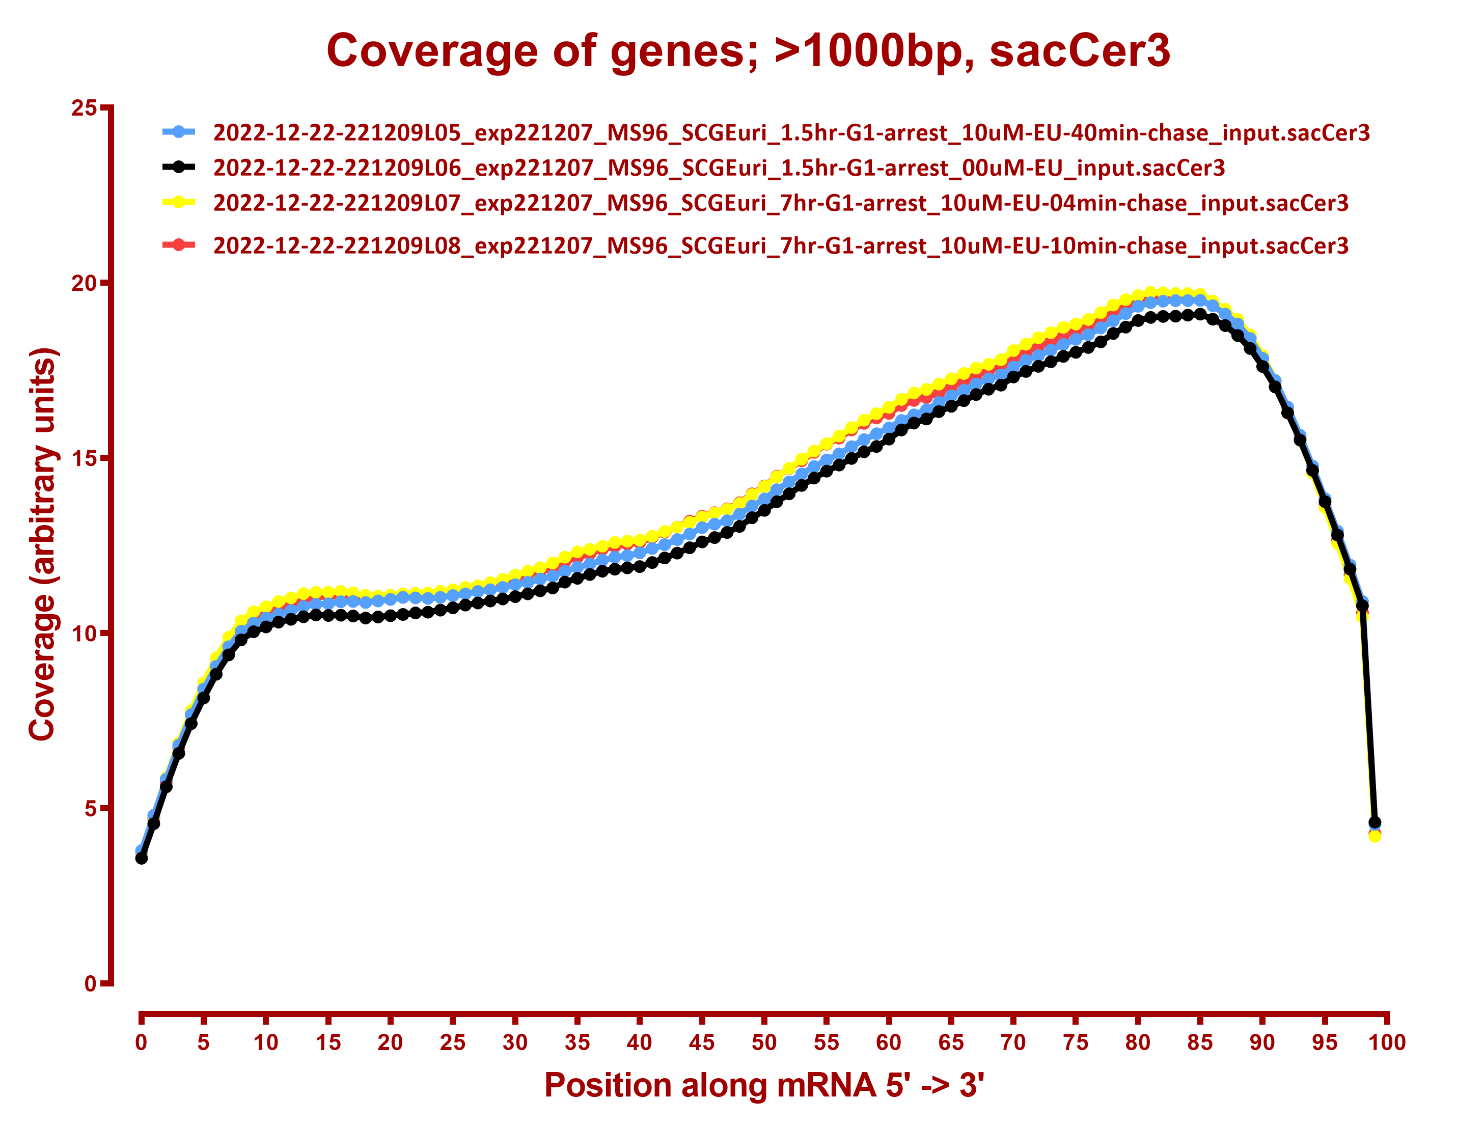 Coverage of genes; >1000bp, sacCer3
25
2022-12-22-221209L05_exp221207_MS96_SCGEuri_1.5hr-G1-arrest_10uM-EU-40min-chase_input.sacCer3
2022-12-22-221209L06_exp221207_MS96_SCGEuri_1.5hr-G1-arrest_00uM-EU_input.sacCer3
2022-12-22-221209L07_exp221207_MS96_SCGEuri_7hr-G1-arrest_10uM-EU-04min-chase_input.sacCer3
2022-12-22-221209L08_exp221207_MS96_SCGEuri_7hr-G1-arrest_10uM-EU-10min-chase_input.sacCer3
20
15
10
5
0
Coverage (arbitrary units)
0 5 10 15 20 25 30 35 40 45 50 55 60 65 70 75 80 85 90 95 100
Position along mRNA 5' -> 3'